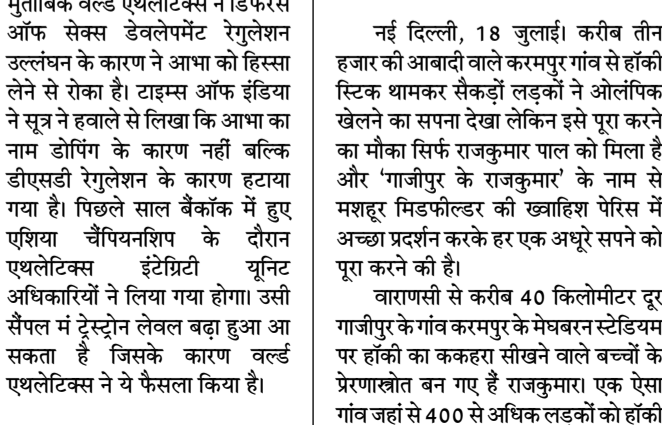 मुताबिक वर्ल्ड एथलेटिक्स ने डिफरेंस
ऑफ सेक्स डेवलेपमेंट रेगुलेशन
उल्लंघन के कारण ने आभा को हिस्सा
लेने से रोका है। टाइम्स ऑफ इंडिया
ने सूत्र ने हवाले से लिखा कि आभा का
नाम डोपिंग के कारण नहीं बल्कि
डीएसडी रेगुलेशन के कारण हटाया
गया है। पिछले साल बैंकॉक में हुए
एशिया चैंपियनशिप के दौरान
एथलेटिक्स इंटेग्रिटी यूनिट
अधिकारियों ने लिया गया होगा। उसी
सैंपल मं ट्रेस्ट्रोन लेवल बढ़ा हुआ आ
सकता है जिसके कारण वर्ल्ड
एथलेटिक्स ने ये फैसला किया है।
नई दिल्ली, 18 जुलाई। करीब तीन
हजार की आबादी वाले करमपुर गांव से हॉकी
स्टिक थामकर सैकड़ों लड़कों ने ओलंपिक
खेलने का सपना देखा लेकिन इसे पूरा करने
का मौका सिर्फ राजकुमार पाल को मिला है
और ‘गाजीपुर के राजकुमार’ के नाम से
मशहूर मिडफील्डर की ख्वाहिश पेरिस में
अच्छा प्रदर्शन करके हर एक अधूरे सपने को
पूरा करने की है।
वाराणसी से करीब 40 किलोमीटर दूर
गाजीपुर के गांव करमपुर के मेघबरन स्टेडियम
पर हॉकी का ककहरा सीखने वाले बच्चों के
प्रेरणास्त्रोत बन गए हैं राजकुमार। एक ऐसा
गांव जहां से 400 से अधिक लड़कों को हॉकी